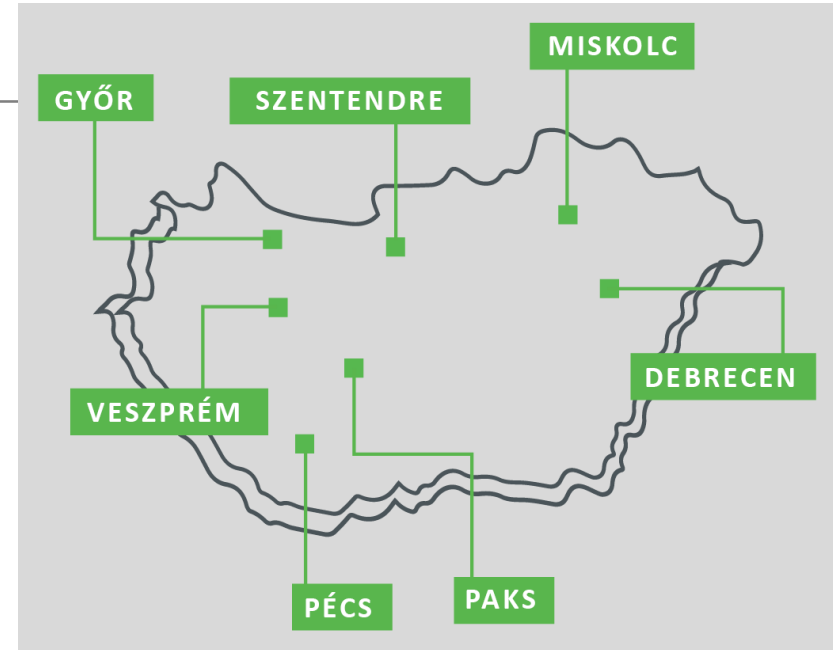 MISKOLC
GYŐR
SZENTENDRE
DEBRECEN
VESZPRÉM
PÉCS
PAKS